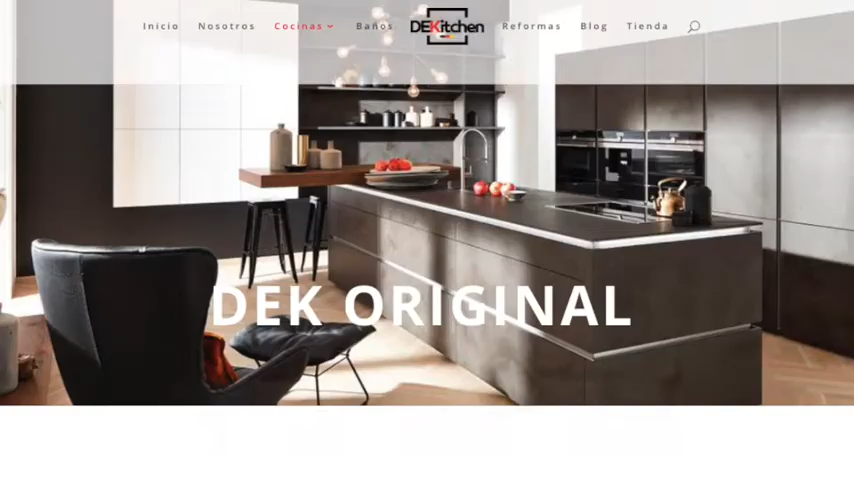 Inicio Nosotros Cocinas Baños DEKitchen Reformas Blog Tienda
DEK ORIGINAL